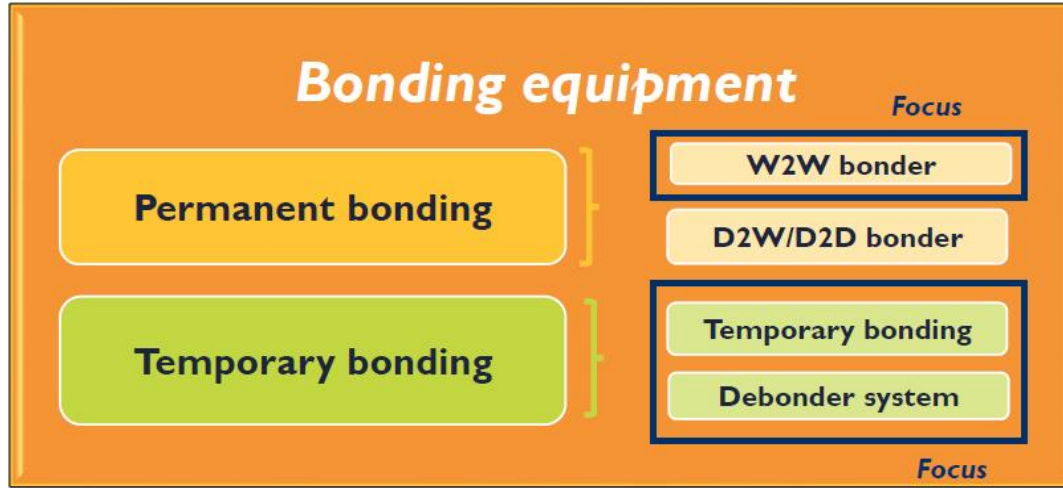 Bonding equipment
Focus
Permanent bonding
W2W bonder
D2W/D2D bonder
Temporary bonding
Temporary bonding
Debonder system
Focus